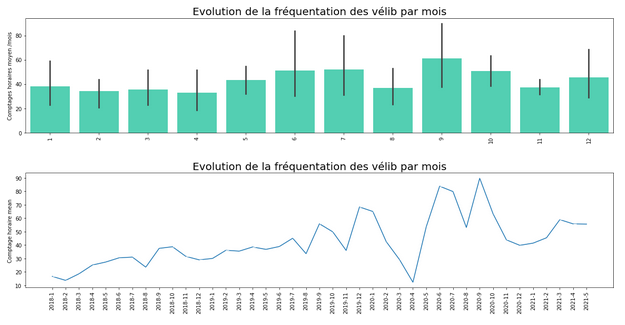 Evolution de la fréquentation des vélib par mois
Comptages horaires moyen /mois
80
60
40
20
0
1 2 3 4 5 6 7 8 9 10 11 12
Evolution de la fréquentation des vélib par mois
Comptage horaire mean
90
80
70
60
50
40
30
20
10
2018-1 2018-2 2018-3 2018-4 2018-5 2018-6 2018-7 2018-8 2018-9 2018-10 2018-11 2018-12 2019-1 2019-2 2019-3 2019-4 2019-5 2019-6 2019-7 2019-8 2019-9 2019-10 2019-11 2019-12 2020-1 2020-2 2020-3 2020-4 2020-5 2020-6 2020-7 2020-8 2020-9 2020-10 2020-11 2020-12 2021-1 2021-2 2021-3 2021-4 2021-5